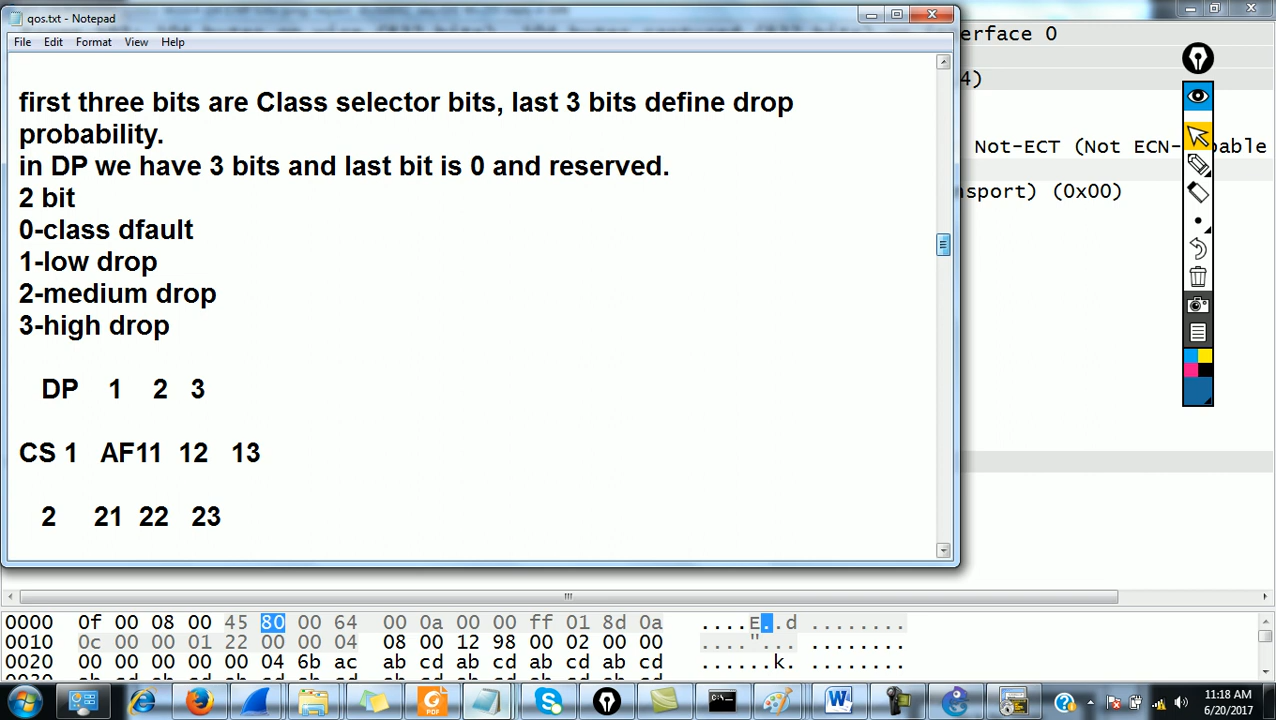 qos.txt - Notepad
File Edit Format View Help
first three bits are Class selector bits, last 3 bits define drop
probability.
in DP we have 3 bits and last bit is 0 and reserved.
2 bit
0-class dfault
1-low drop
2-medium drop
3-high drop
DP 1 2 3
CS 1 AF11 12 13
2 21 22 23
erface 0
4)
Not-ECT (Not ECN- able
nsport) (0x00)
0000 0f 00 08 00 45 80 00 64 00 0a 00 00 ff 01 8d 0a ....E..d ........
0010 0c 00 00 01 22 00 00 04 08 00 12 98 00 02 00 00 ...."... ........
0020 00 00 00 00 00 04 6b ac ab cd ab cd ab cd ab cd ......k. ........
11:18 AM
6/20/2017